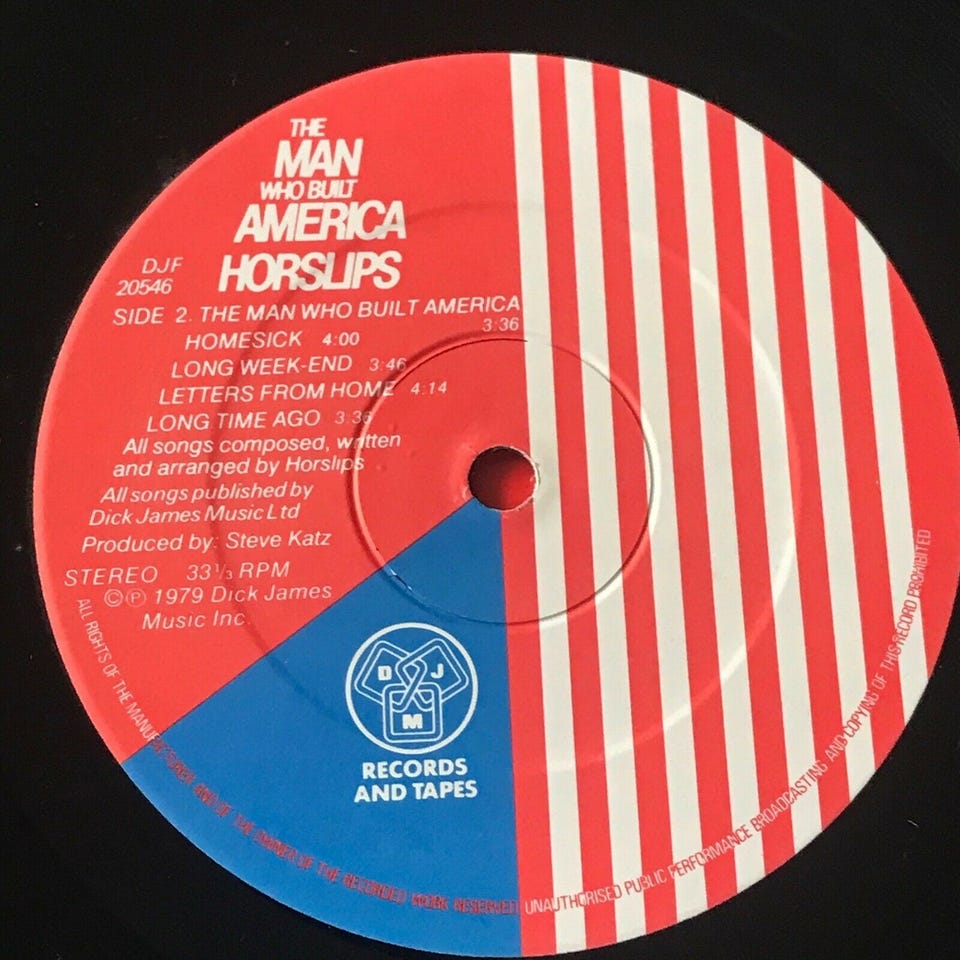 THE
MAN
WHO BUILT
AMERICA
HORSLIPS
DJF
20546
SIDE 2. THE MAN WHO BUILT AMERICA
3:36
HOMESICK 4:00
LONG WEEK-END 3:46
LETTERS FROM HOME 4:14
LONG TIME AGO 3:36
All songs composed, written
and arranged by Horslips
All songs published by
Dick James Music Ltd
Produced by: Steve Katz
STEREO 33 1/3 RPM
©℗ 1979 Dick James
Music Inc.
D J
M
RECORDS
AND TAPES
ALL RIGHTS OF THE MANUFACTURER AND OF THE OWNER OF THE RECORDED WORK RESERVED UNAUTHORISED PUBLIC PERFORMANCE BROADCASTING AND COPYING OF THIS RECORD PROHIBITED